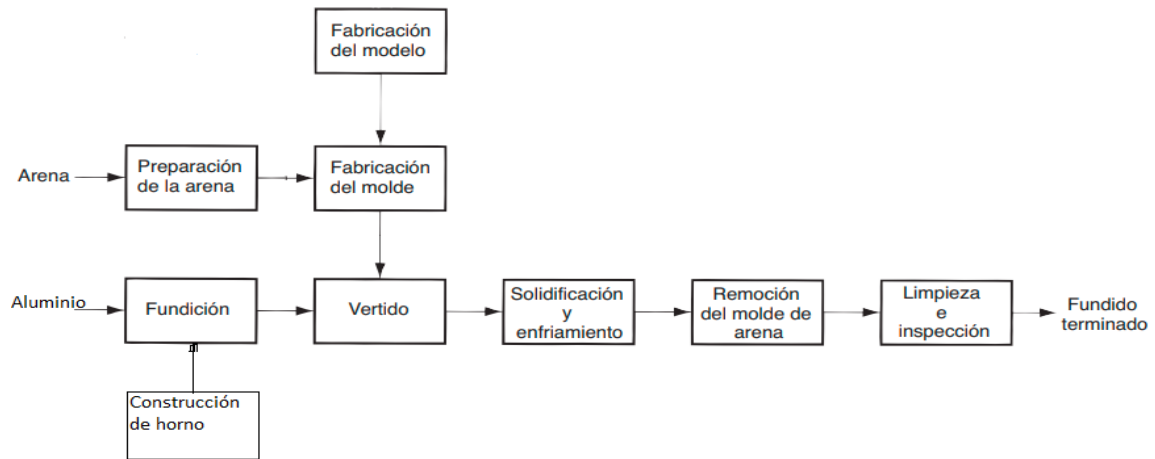 Fabricación
del modelo
Arena
Preparación
de la arena
Fabricación
del molde
Aluminio
Fundición
Vertido
Solidificación
y
enfriamiento
Remoción
del molde de
arena
Limpieza
e
inspección
Fundido
terminado
Construcción
de horno